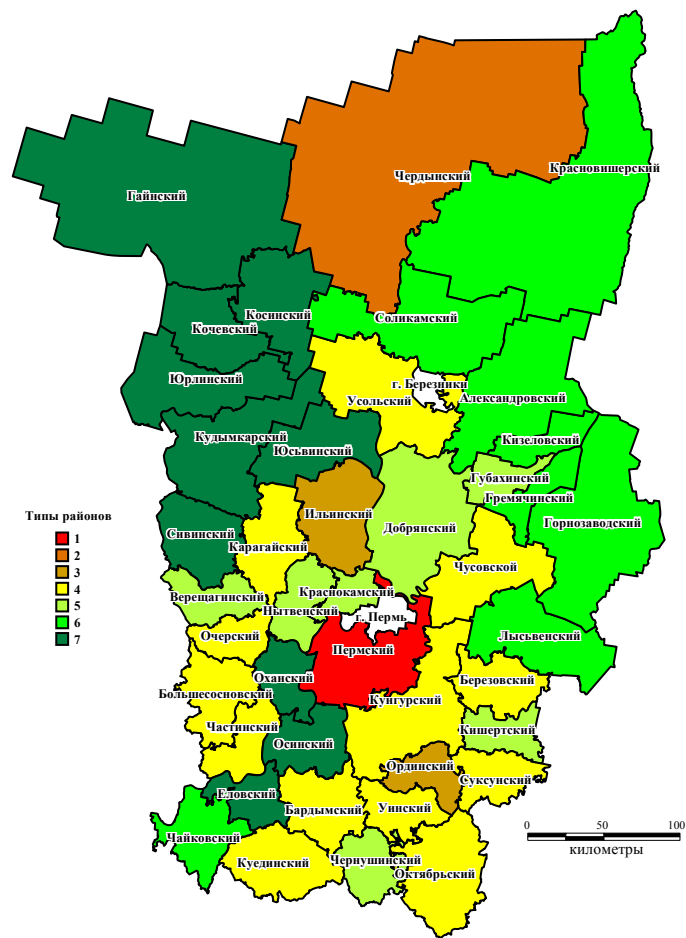 Красновишерский
Чердынский
Гайнский
Косинский
Соликамский
Кочевский
Юрлинский
г. Березники
Усольский
Александровский
Кудымкарский
Кизеловский
Юсьвинский
Губахинский
Гремячинский
Ильинский
Добрянский
Горнозаводский
Типы районов
1
2
3
4
5
6
7
Сивинский
Карагайский
Чусовской
Верещагинский
Краснокамский
Нытвенский
г. Пермь
Очерский
Лысьвенский
Пермский
Оханский
Березовский
Большесосновский
Кунгурский
Частинский
Кишертский
Осинский
Ординский
Суксунский
Еловский
Бардымский
Уинский
Чайковский
0 50 100
километры
Куединский
Чернушинский
Октябрьский